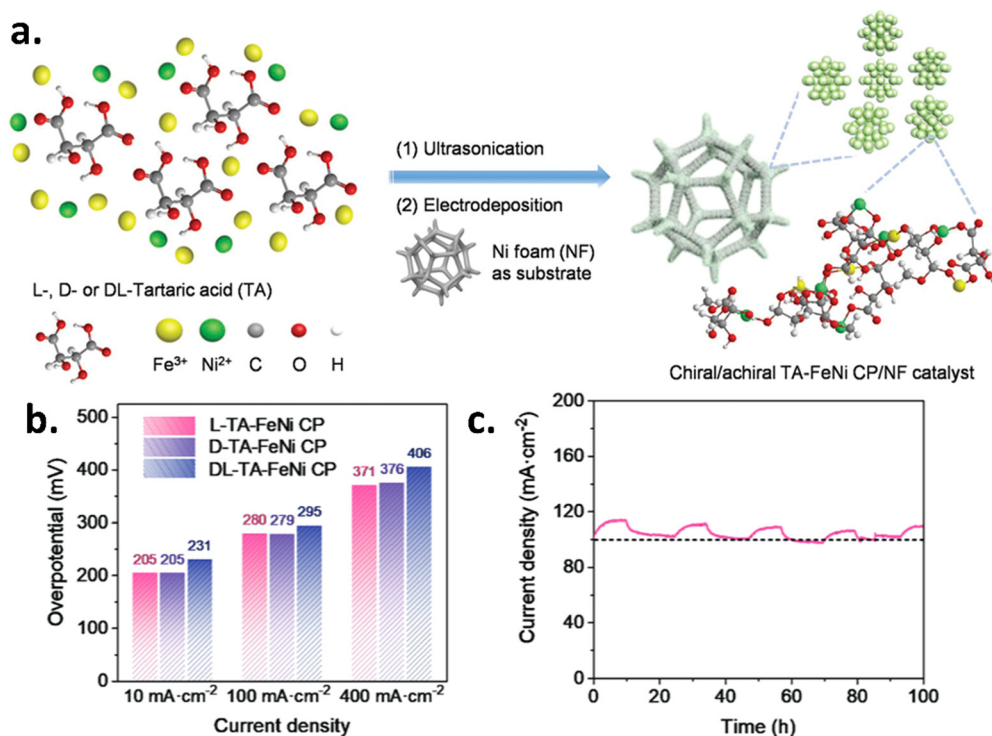 a.
(1) Ultrasonication
(2) Electrodeposition
Ni foam (NF)
as substrate
L-, D- or DL-Tartaric acid (TA)
Fe³⁺ Ni²⁺ C O H
Chiral/achiral TA-FeNi CP/NF catalyst
b.
Overpotential (mV)
500
400
300
200
100
0
L-TA-FeNi CP
D-TA-FeNi CP
DL-TA-FeNi CP
205 205 231
280 279 295
371 376 406
10 mA·cm⁻² 100 mA·cm⁻² 400 mA·cm⁻²
Current density
c.
Current density (mA·cm⁻²)
200
160
120
80
40
0
0 20 40 60 80 100
Time (h)